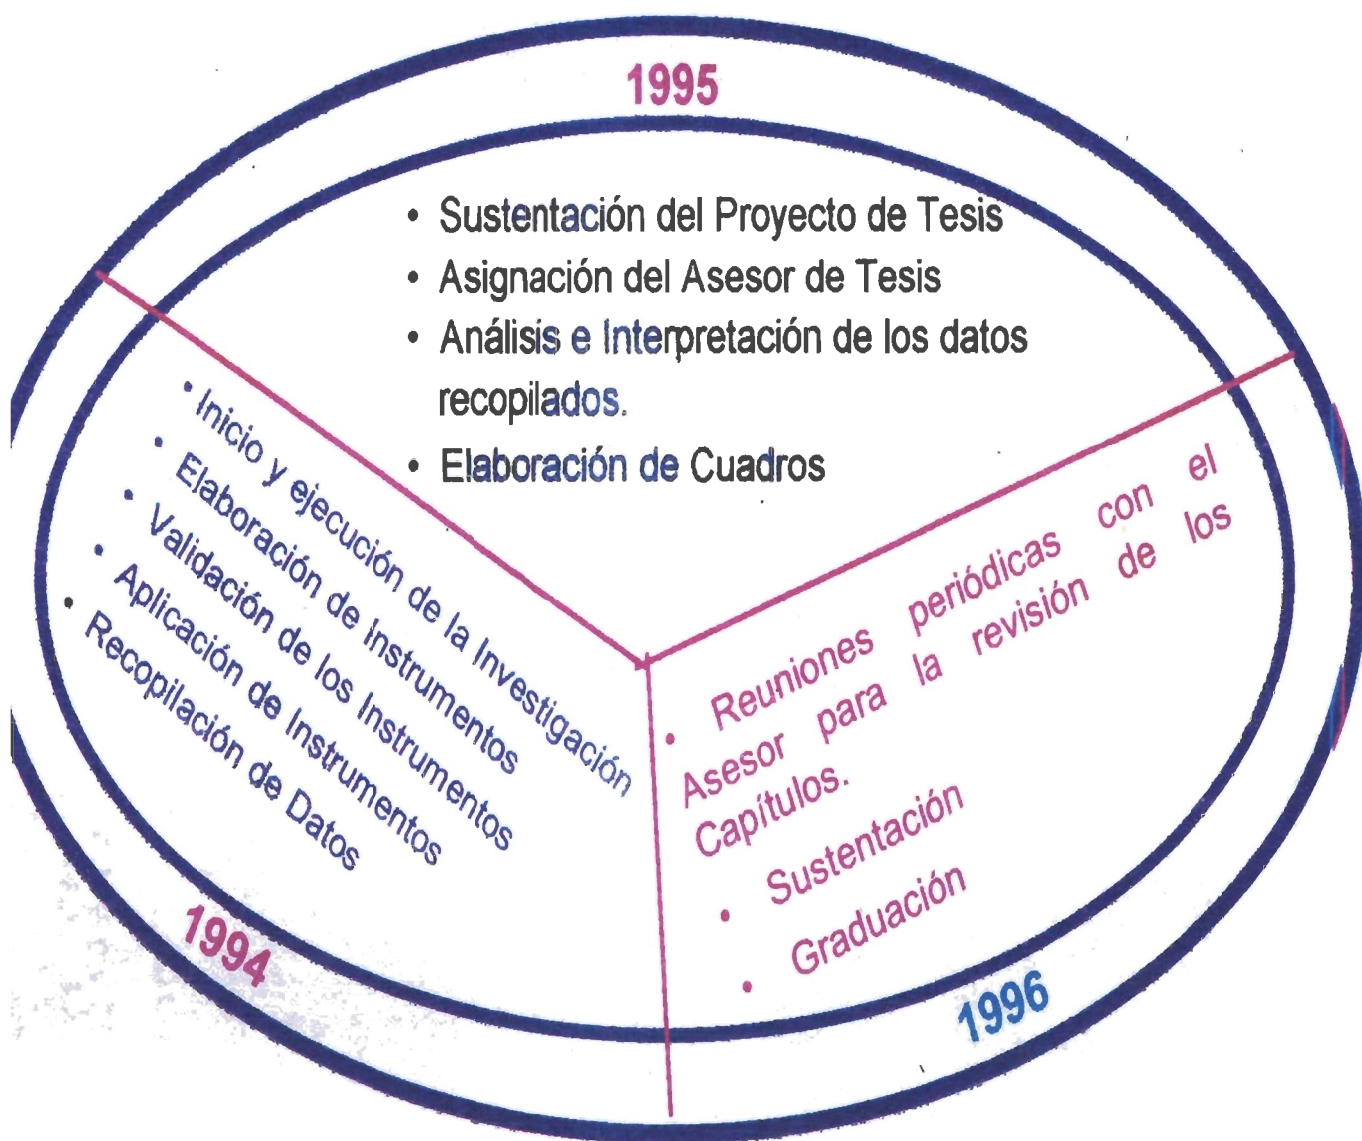 1995
• Sustentación del Proyecto de Tesis
• Asignación del Asesor de Tesis
• Análisis e Interpretación de los datos
recopilados.
• Elaboración de Cuadros
• Inicio y ejecución de la Investigación
• Elaboración de Instrumentos
• Validación de los Instrumentos
• Aplicación de Instrumentos
• Recopilación de Datos
1994
• Reuniones periódicas con el
Asesor para la revisión de los
Capítulos.
• Sustentación
• Graduación
1996